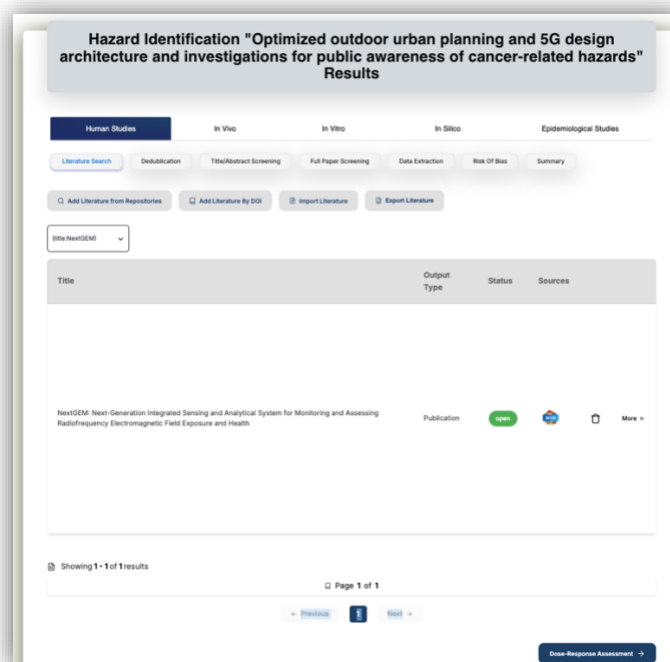 Hazard Identification "Optimized outdoor urban planning and 5G design
architecture and investigations for public awareness of cancer-related hazards"
Results
Human Studies
In Vivo
In Vitro
In Silico
Epidemiological Studies
Literature Search
Dedublication
Title/Abstract Screening
Full Paper Screening
Data Extraction
Risk Of Bias
Summary
Add Literature from Repositories
Add Literature By DOI
Import Literature
Export Literature
(title:NextGEM)
Title
Output
Type
Status
Sources
NextGEM: Next-Generation Integrated Sensing and Analytical System for Monitoring and Assessing
Radiofrequency Electromagnetic Field Exposure and Health
Publication
open
More »
Showing 1 - 1 of 1 results
Page 1 of 1
← Previous
1
Next →
Dose-Response Assessment →